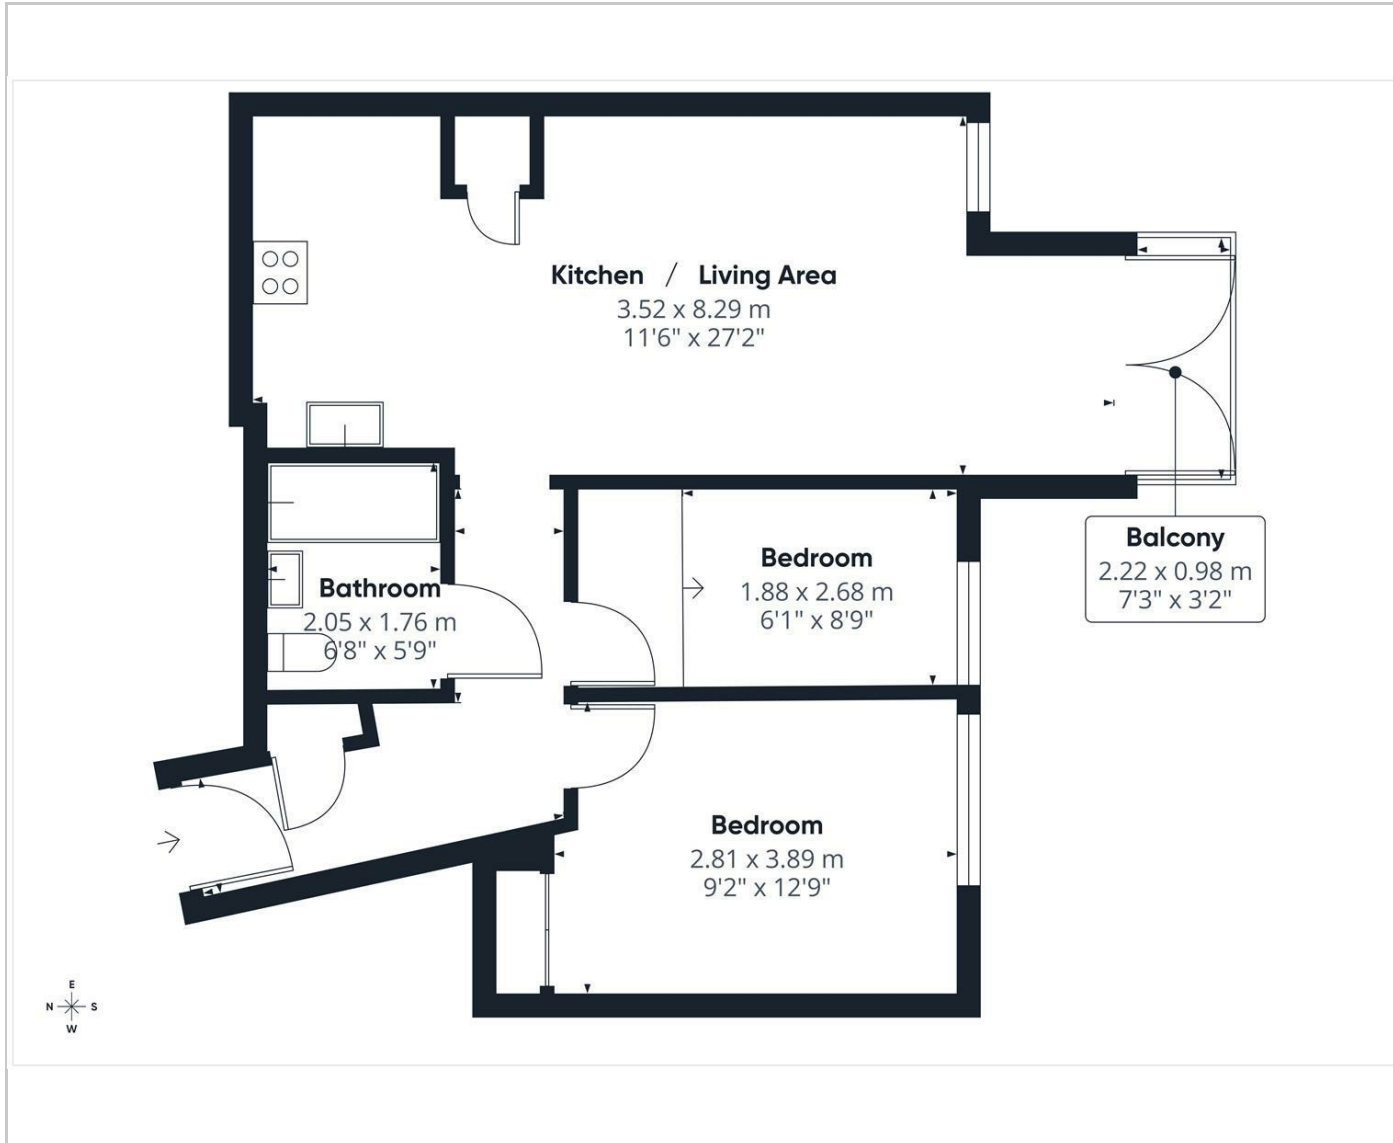 Kitchen / Living Area
3.52 x 8.29 m
11'6" x 27'2"
Balcony
2.22 x 0.98 m
7'3" x 3'2"
Bedroom
1.88 x 2.68 m
6'1" x 8'9"
Bathroom
2.05 x 1.76 m
6'8" x 5'9"
Bedroom
2.81 x 3.89 m
9'2" x 12'9"
E
N S
W